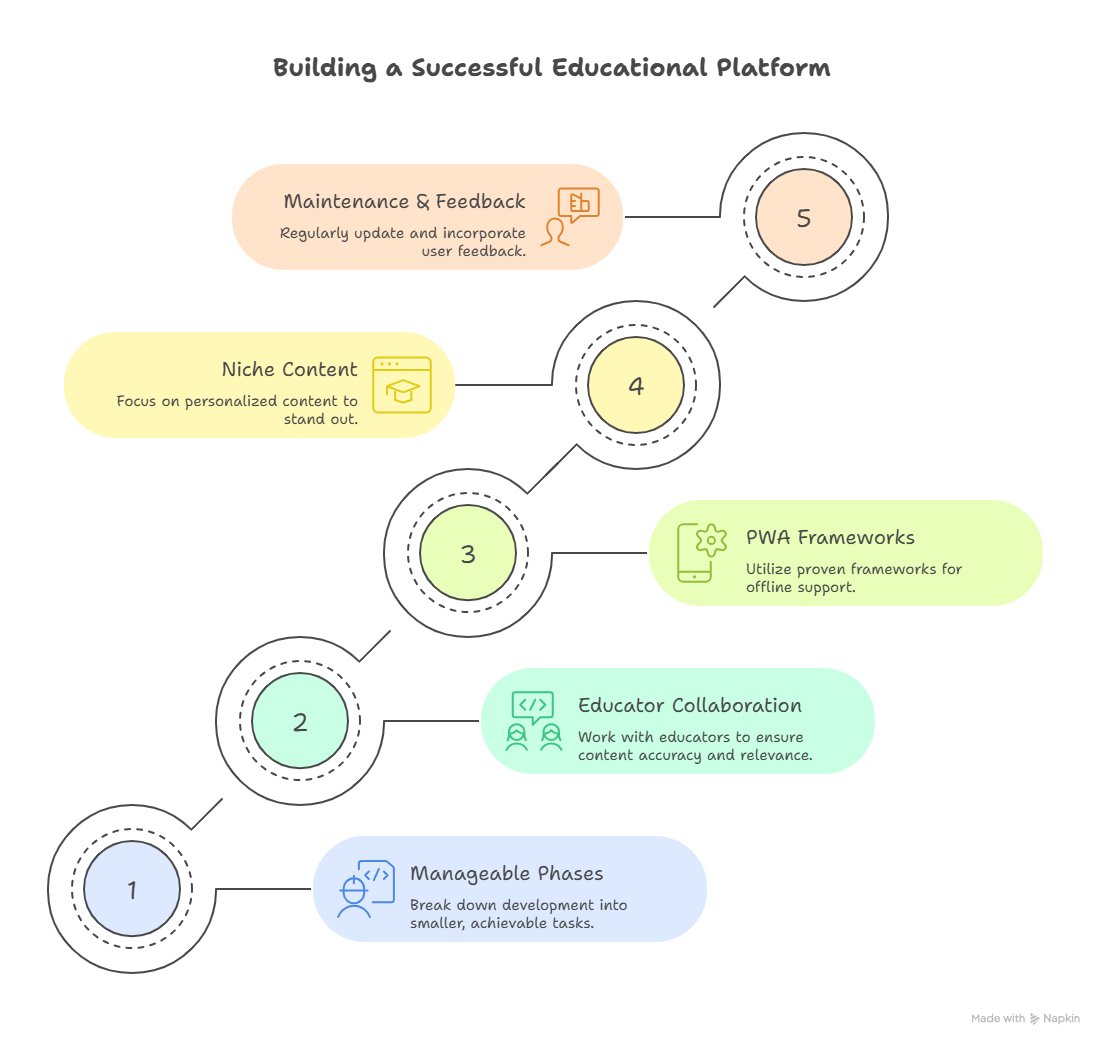 Building a Successful Educational Platform
5
Maintenance & Feedback
Regularly update and incorporate
user feedback.
4
Niche Content
Focus on personalized content to
stand out.
3
PWA Frameworks
Utilize proven frameworks for
offline support.
2
</>
Educator Collaboration
Work with educators to ensure
content accuracy and relevance.
1
</>
Manageable Phases
Break down development into
smaller, achievable tasks.
Made with Napkin